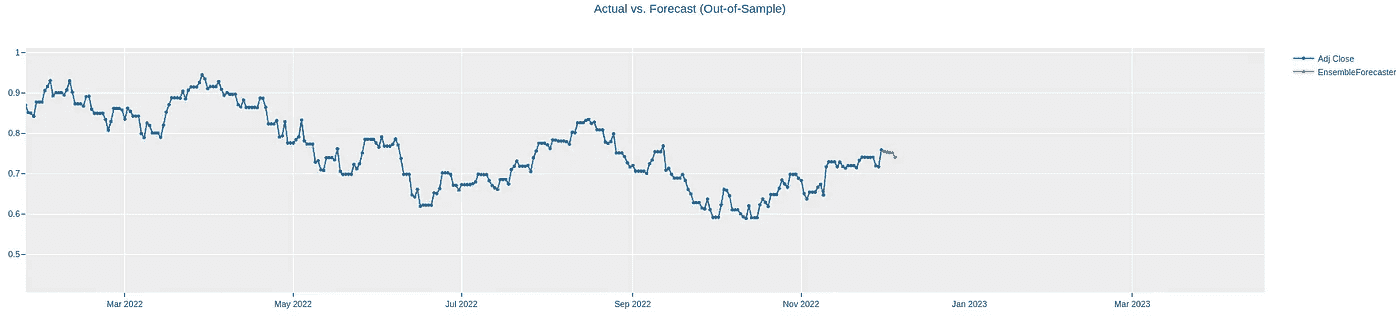 Actual vs. Forecast (Out-of-Sample)
1
0.9
0.8
0.7
0.6
0.5
Mar 2022
May 2022
Jul 2022
Sep 2022
Nov 2022
Jan 2023
Mar 2023
Adj Close
EnsembleForecaster